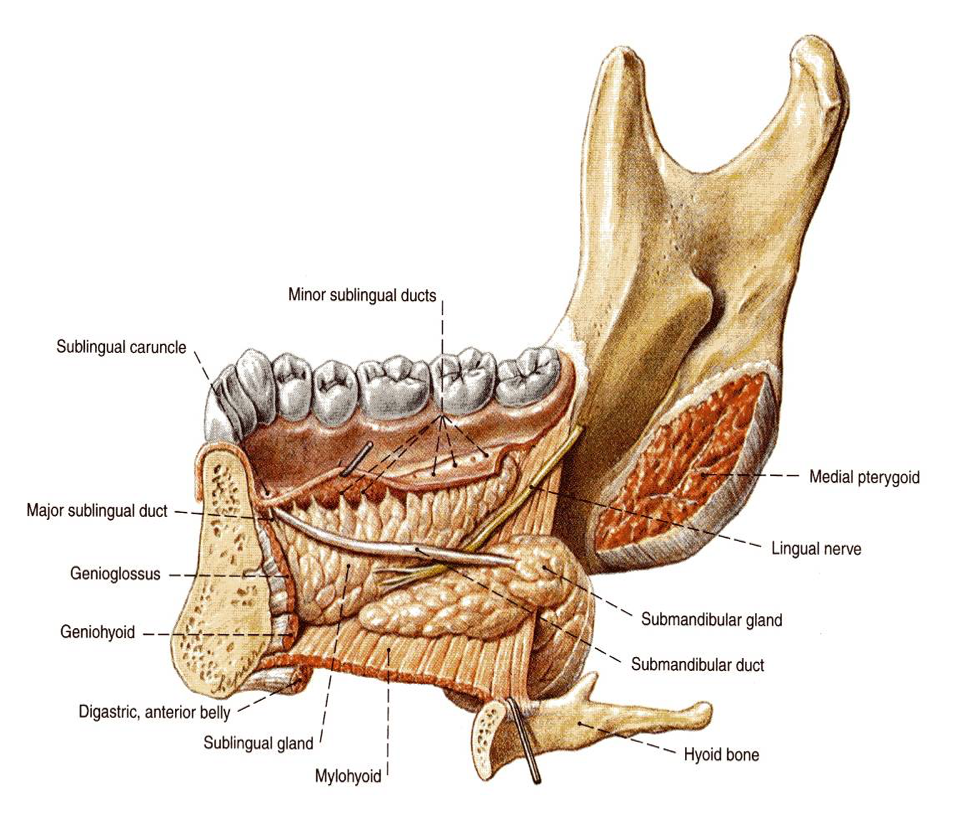 Minor sublingual ducts
Sublingual caruncle
Medial pterygoid
Major sublingual duct
Lingual nerve
Genioglossus
Submandibular gland
Geniohyoid
Submandibular duct
Digastric, anterior belly
Sublingual gland
Hyoid bone
Mylohyoid